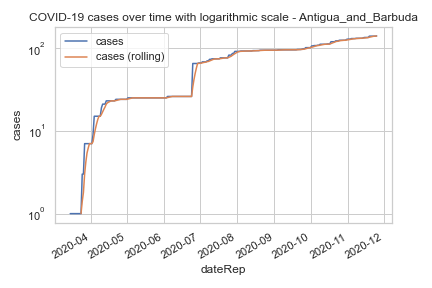 COVID-19 cases over time with logarithmic scale - Antigua_and_Barbuda
cases
cases (rolling)
10²
10¹
10⁰
cases
2020-04
2020-05
2020-06
2020-07
2020-08
2020-09
2020-10
2020-11
2020-12
dateRep